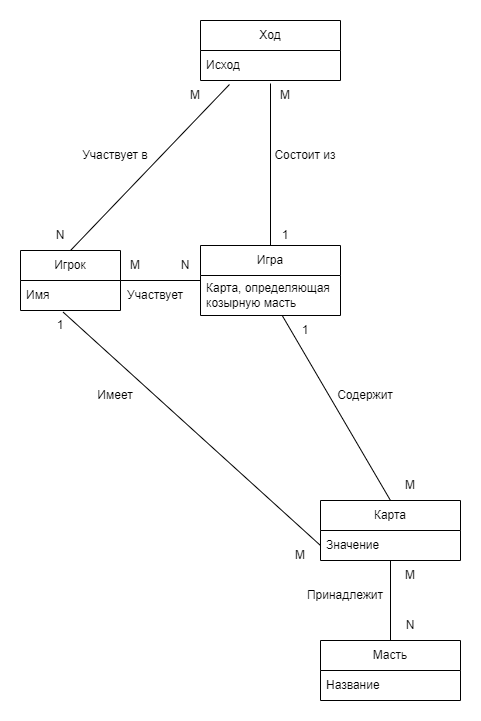 Ход
Исход
M
M
Участвует в
Состоит из
N
1
Игрок
M
N
Игра
Имя
Участвует
Карта, определяющая
козырную масть
1
1
Имеет
Содержит
M
Карта
Значение
M
M
Принадлежит
N
Масть
Название